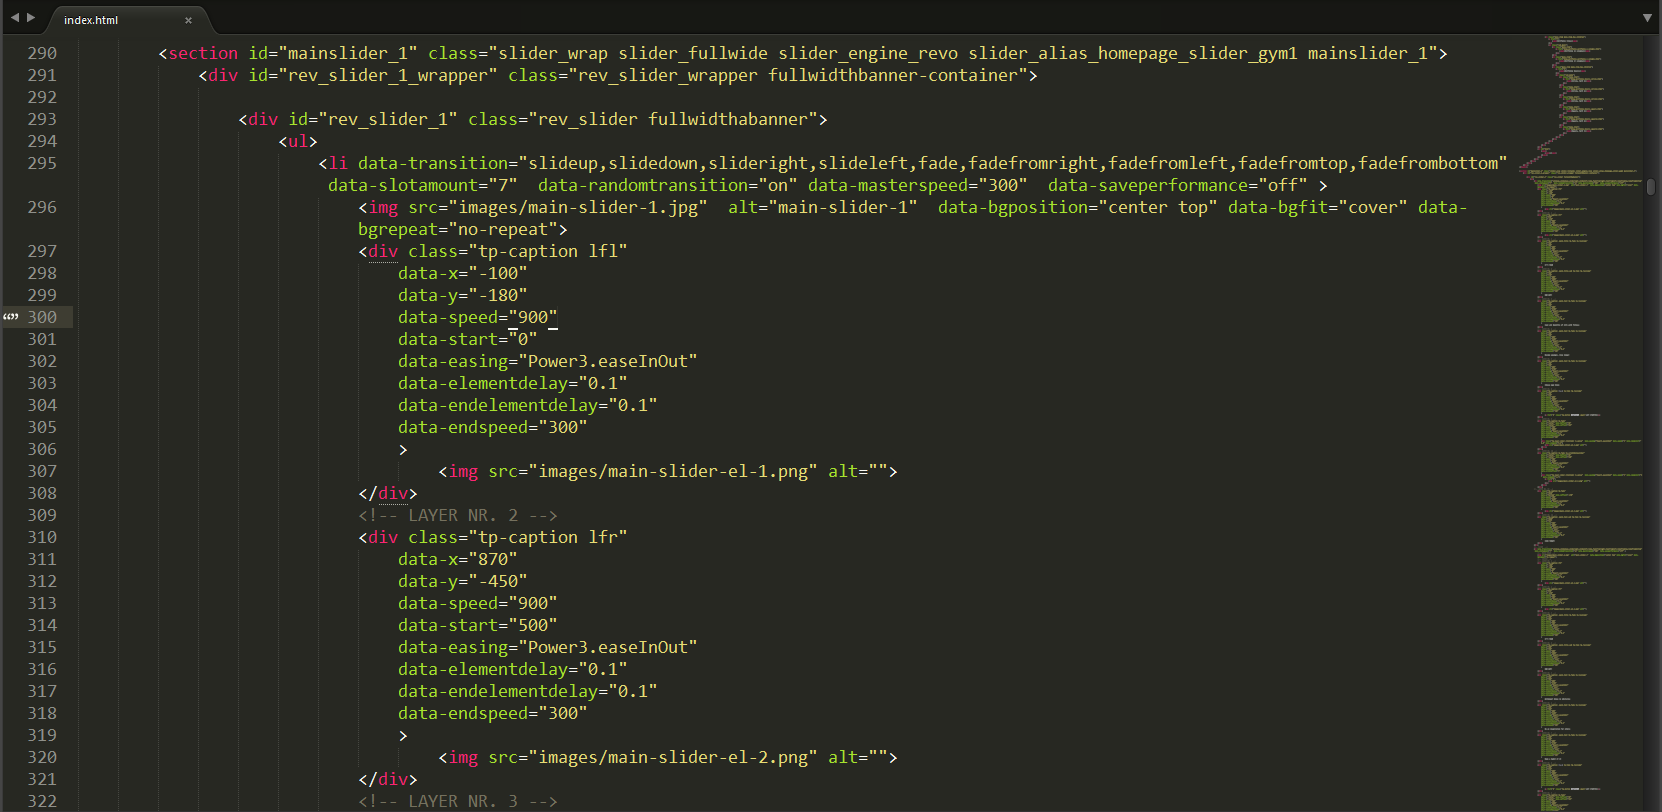 index.html ×
290 <section id="mainslider_1" class="slider_wrap slider_fullwide slider_engine_revo slider_alias_homepage_slider_gym1 mainslider_1">
291 <div id="rev_slider_1_wrapper" class="rev_slider_wrapper fullwidthbanner-container">
292
293 <div id="rev_slider_1" class="rev_slider fullwidthabanner">
294 <ul>
295 <li data-transition="slideup,slidedown,slideright,slideleft,fade,fadefromright,fadefromleft,fadefromtop,fadefrombottom"
data-slotamount="7"  data-randomtransition="on" data-masterspeed="300"  data-saveperformance="off" >
296 <img src="images/main-slider-1.jpg"  alt="main-slider-1"  data-bgposition="center top" data-bgfit="cover" data-
bgrepeat="no-repeat">
297 <div class="tp-caption lfl"
298 data-x="-100"
299 data-y="-180"
“” 300 data-speed="900"
301 data-start="0"
302 data-easing="Power3.easeInOut"
303 data-elementdelay="0.1"
304 data-endelementdelay="0.1"
305 data-endspeed="300"
306 >
307 <img src="images/main-slider-el-1.png" alt="">
308 </div>
309 <!-- LAYER NR. 2 -->
310 <div class="tp-caption lfr"
311 data-x="870"
312 data-y="-450"
313 data-speed="900"
314 data-start="500"
315 data-easing="Power3.easeInOut"
316 data-elementdelay="0.1"
317 data-endelementdelay="0.1"
318 data-endspeed="300"
319 >
320 <img src="images/main-slider-el-2.png" alt="">
321 </div>
322 <!-- LAYER NR. 3 -->